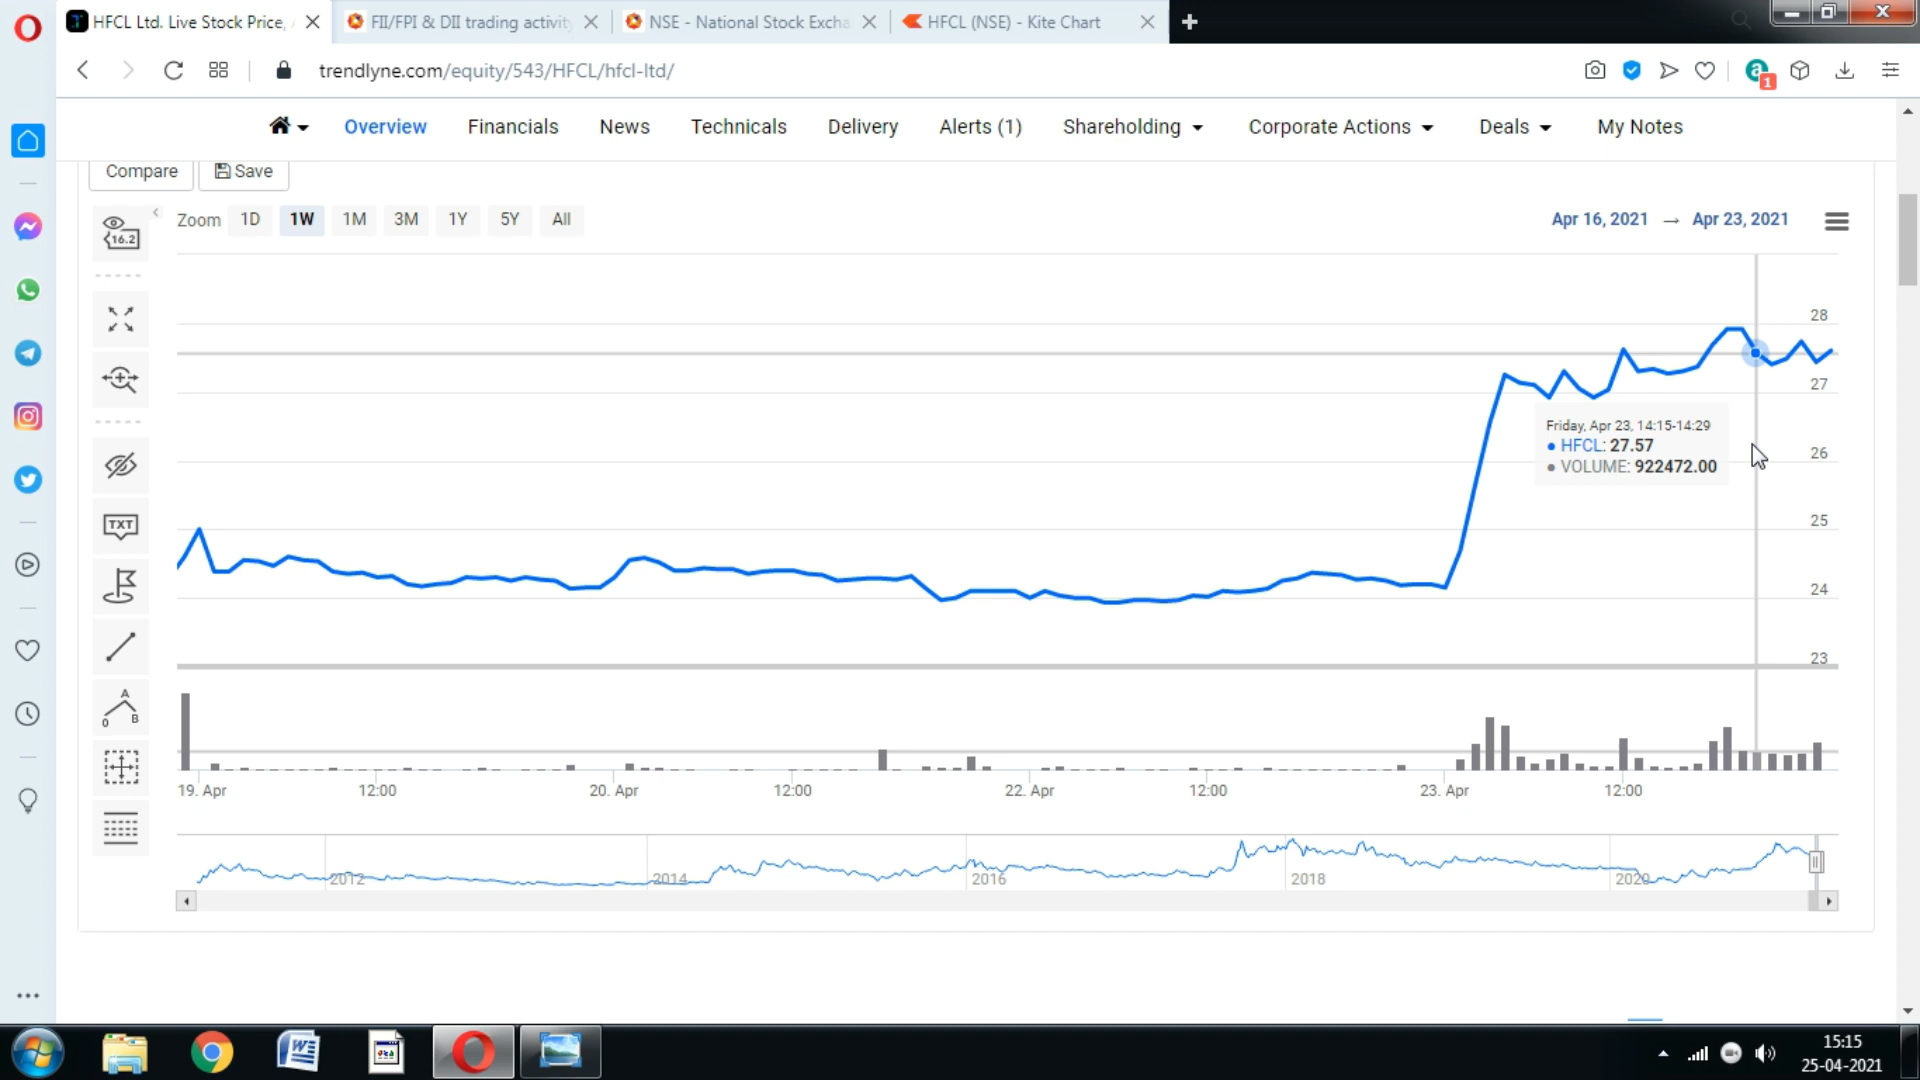 HFCL Ltd. Live Stock Price,
FII/FPI & DII trading activity
NSE - National Stock Excha
HFCL (NSE) - Kite Chart
trendlyne.com/equity/543/HFCL/hfcl-ltd/
a
1
Overview
Financials
News
Technicals
Delivery
Alerts (1)
Shareholding
Corporate Actions
Deals
My Notes
Compare
Save
16.2
Zoom
1D
1W
1M
3M
1Y
5Y
All
Apr 16, 2021 → Apr 23, 2021
28
27
26
25
24
23
Friday, Apr 23, 14:15-14:29
HFCL: 27.57
VOLUME: 922472.00
TXT
A
0
B
19. Apr
12:00
20. Apr
12:00
22. Apr
12:00
23. Apr
12:00
2012
2014
2016
2018
2020
15:15
25-04-2021